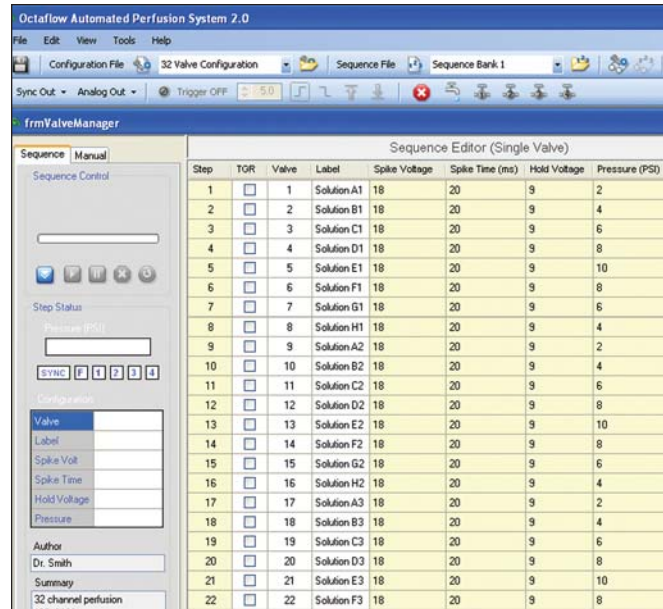 Octaflow Automated Perfusion System 2.0
File Edit View Tools Help
Configuration File 32 Valve Configuration Sequence File Sequence Bank 1
Sync Out Analog Out Trigger OFF 5.0
frmValveManager
Sequence Manual
Sequence Control
Step Status
Pressure (PSI)
SYNC F 1 2 3 4
Configuration
Valve
Label
Spike Volt
Spike Time
Hold Voltage
Pressure
Author
Dr. Smith
Summary
32 channel perfusion
Sequence Editor (Single Valve)
Step TGR Valve Label Spike Voltage Spike Time (ms) Hold Voltage Pressure (PSI)
1 1 Solution A1 18 20 9 2
2 2 Solution B1 18 20 9 4
3 3 Solution C1 18 20 9 6
4 4 Solution D1 18 20 9 8
5 5 Solution E1 18 20 9 10
6 6 Solution F1 18 20 9 8
7 7 Solution G1 18 20 9 6
8 8 Solution H1 18 20 9 4
9 9 Solution A2 18 20 9 2
10 10 Solution B2 18 20 9 4
11 11 Solution C2 18 20 9 6
12 12 Solution D2 18 20 9 8
13 13 Solution E2 18 20 9 10
14 14 Solution F2 18 20 9 8
15 15 Solution G2 18 20 9 6
16 16 Solution H2 18 20 9 4
17 17 Solution A3 18 20 9 2
18 18 Solution B3 18 20 9 4
19 19 Solution C3 18 20 9 6
20 20 Solution D3 18 20 9 8
21 21 Solution E3 18 20 9 10
22 22 Solution F3 18 20 9 8